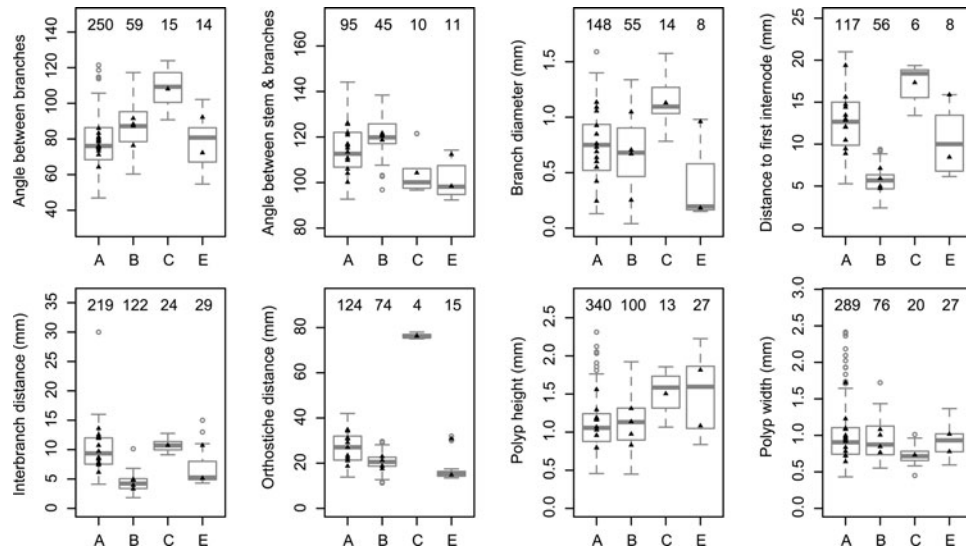 250 59 15 14
Angle between branches
140
120
100
80
60
40
A B C E
95 45 10 11
Angle between stem & branches
160
140
120
100
80
A B C E
148 55 14 8
Branch diameter (mm)
1.5
1.0
0.5
0.0
A B C E
117 56 6 8
Distance to first internode (mm)
25
20
15
10
5
0
A B C E
219 122 24 29
Interbranch distance (mm)
35
30
25
20
15
10
5
0
A B C E
124 74 4 15
Orthostiche distance (mm)
80
60
40
20
0
A B C E
340 100 13 27
Polyp height (mm)
2.5
2.0
1.5
1.0
0.5
0.0
A B C E
289 76 20 27
Polyp width (mm)
3.0
2.5
2.0
1.5
1.0
0.5
0.0
A B C E